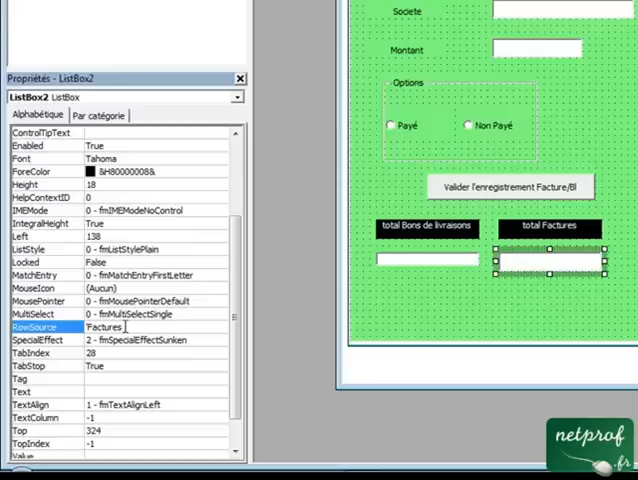 Propriétés - ListBox2
ListBox2 ListBox
Alphabétique Par catégorie
ControlTipText
Enabled True
Font Tahoma
ForeColor &H80000008&
Height 18
HelpContextID 0
IMEMode 0 - fmIMEModeNoControl
IntegralHeight True
Left 138
ListStyle 0 - fmListStylePlain
Locked False
MatchEntry 0 - fmMatchEntryFirstLetter
MouseIcon (Aucun)
MousePointer 0 - fmMousePointerDefault
MultiSelect 0 - fmMultiSelectSingle
RowSource 'Factures
SpecialEffect 2 - fmSpecialEffectSunken
TabIndex 28
TabStop True
Tag
Text
TextAlign 1 - fmTextAlignLeft
TextColumn -1
Top 324
TopIndex -1
Value
Societe
Montant
Options
Payé Non Payé
Valider l'enregistrement Facture/Bl
total Bons de livraisons total Factures
netprof
.fr